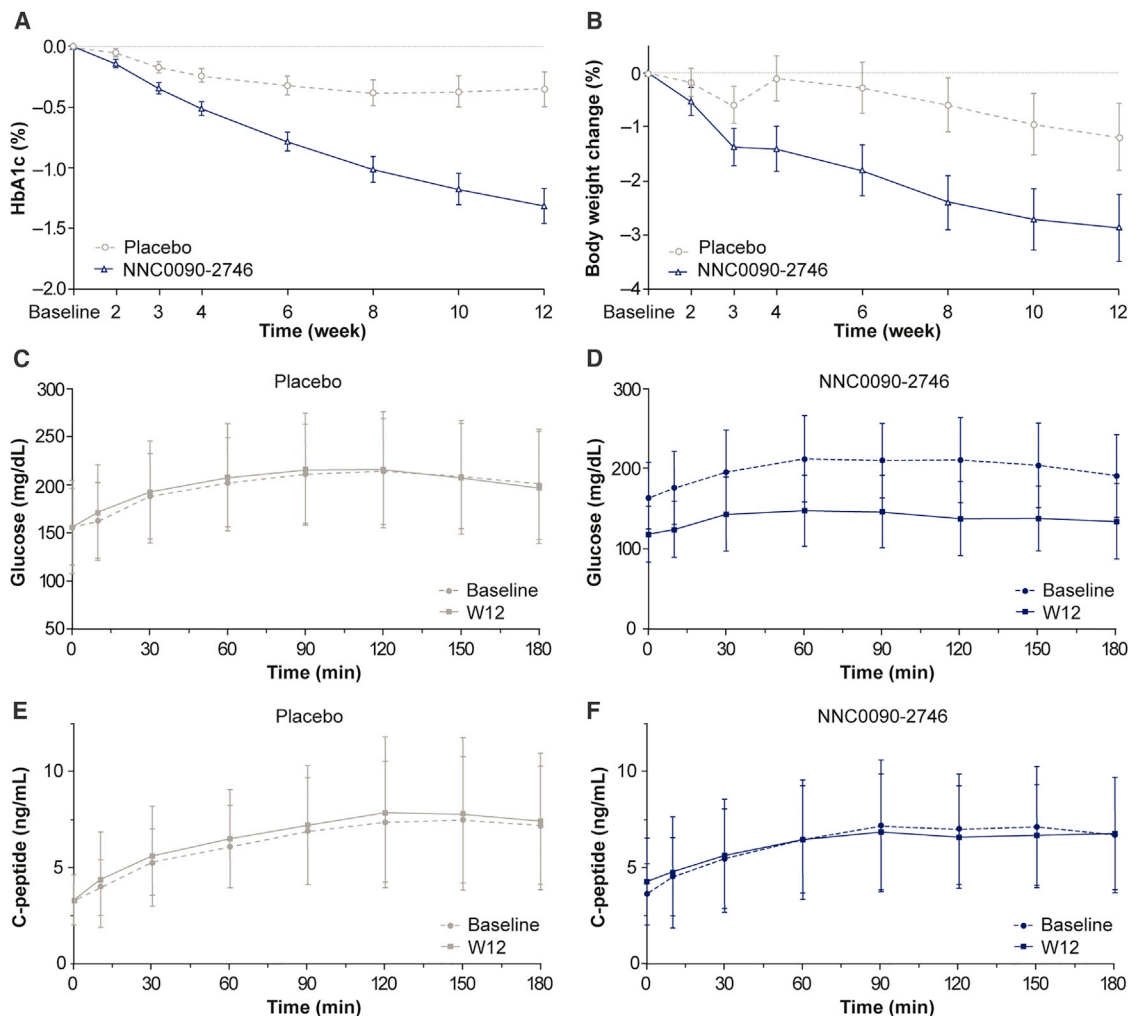 A
HbA1c (%)
0.0
–0.5
–1.0
–1.5
–2.0
Placebo
NNC0090-2746
Baseline 2 3 4 6 8 10 12
Time (week)
B
Body weight change (%)
0
–1
–2
–3
–4
Placebo
NNC0090-2746
Baseline 2 3 4 6 8 10 12
Time (week)
C
Placebo
Glucose (mg/dL)
300
250
200
150
100
50
Baseline
W12
0 30 60 90 120 150 180
Time (min)
D
NNC0090-2746
Glucose (mg/dL)
300
200
100
0
Baseline
W12
0 30 60 90 120 150 180
Time (min)
E
Placebo
C-peptide (ng/mL)
10
5
0
Baseline
W12
0 30 60 90 120 150 180
Time (min)
F
NNC0090-2746
C-peptide (ng/mL)
10
5
0
Baseline
W12
0 30 60 90 120 150 180
Time (min)